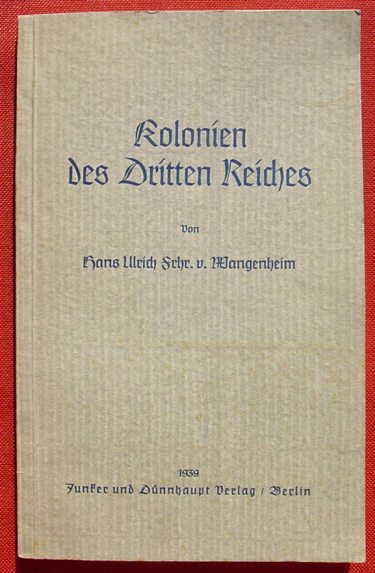 Kolonien
des Dritten Reiches
Von
Hans Ulrich Frhr. v. Wangenheim
1939
Junker und Dünnhaupt Verlag / Berlin